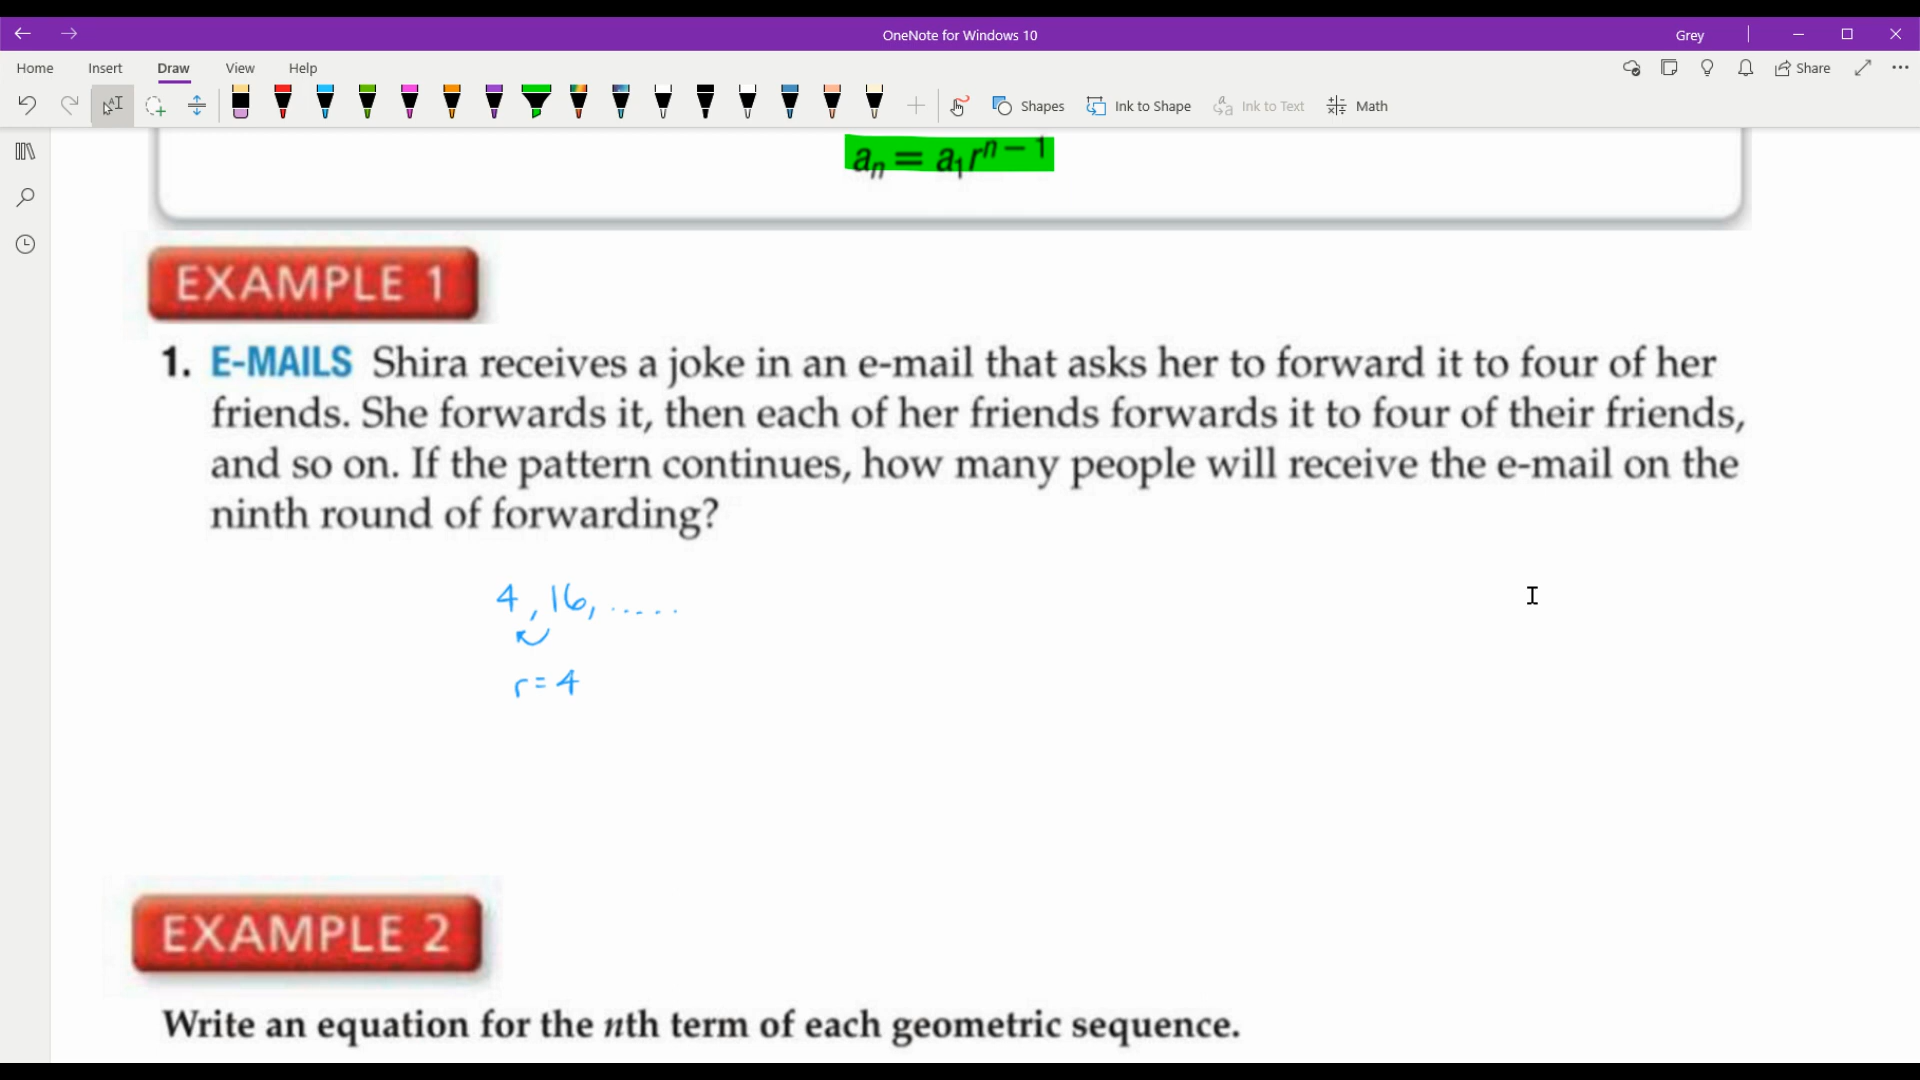 OneNote for Windows 10
Grey
Home Insert Draw View Help
Share
Shapes Ink to Shape Ink to Text Math
aₙ = a₁rⁿ ⁻ ¹
EXAMPLE 1
1. E-MAILS Shira receives a joke in an e-mail that asks her to forward it to four of her
friends. She forwards it, then each of her friends forwards it to four of their friends,
and so on. If the pattern continues, how many people will receive the e-mail on the
ninth round of forwarding?
4, 16, ......
r = 4
EXAMPLE 2
Write an equation for the nth term of each geometric sequence.